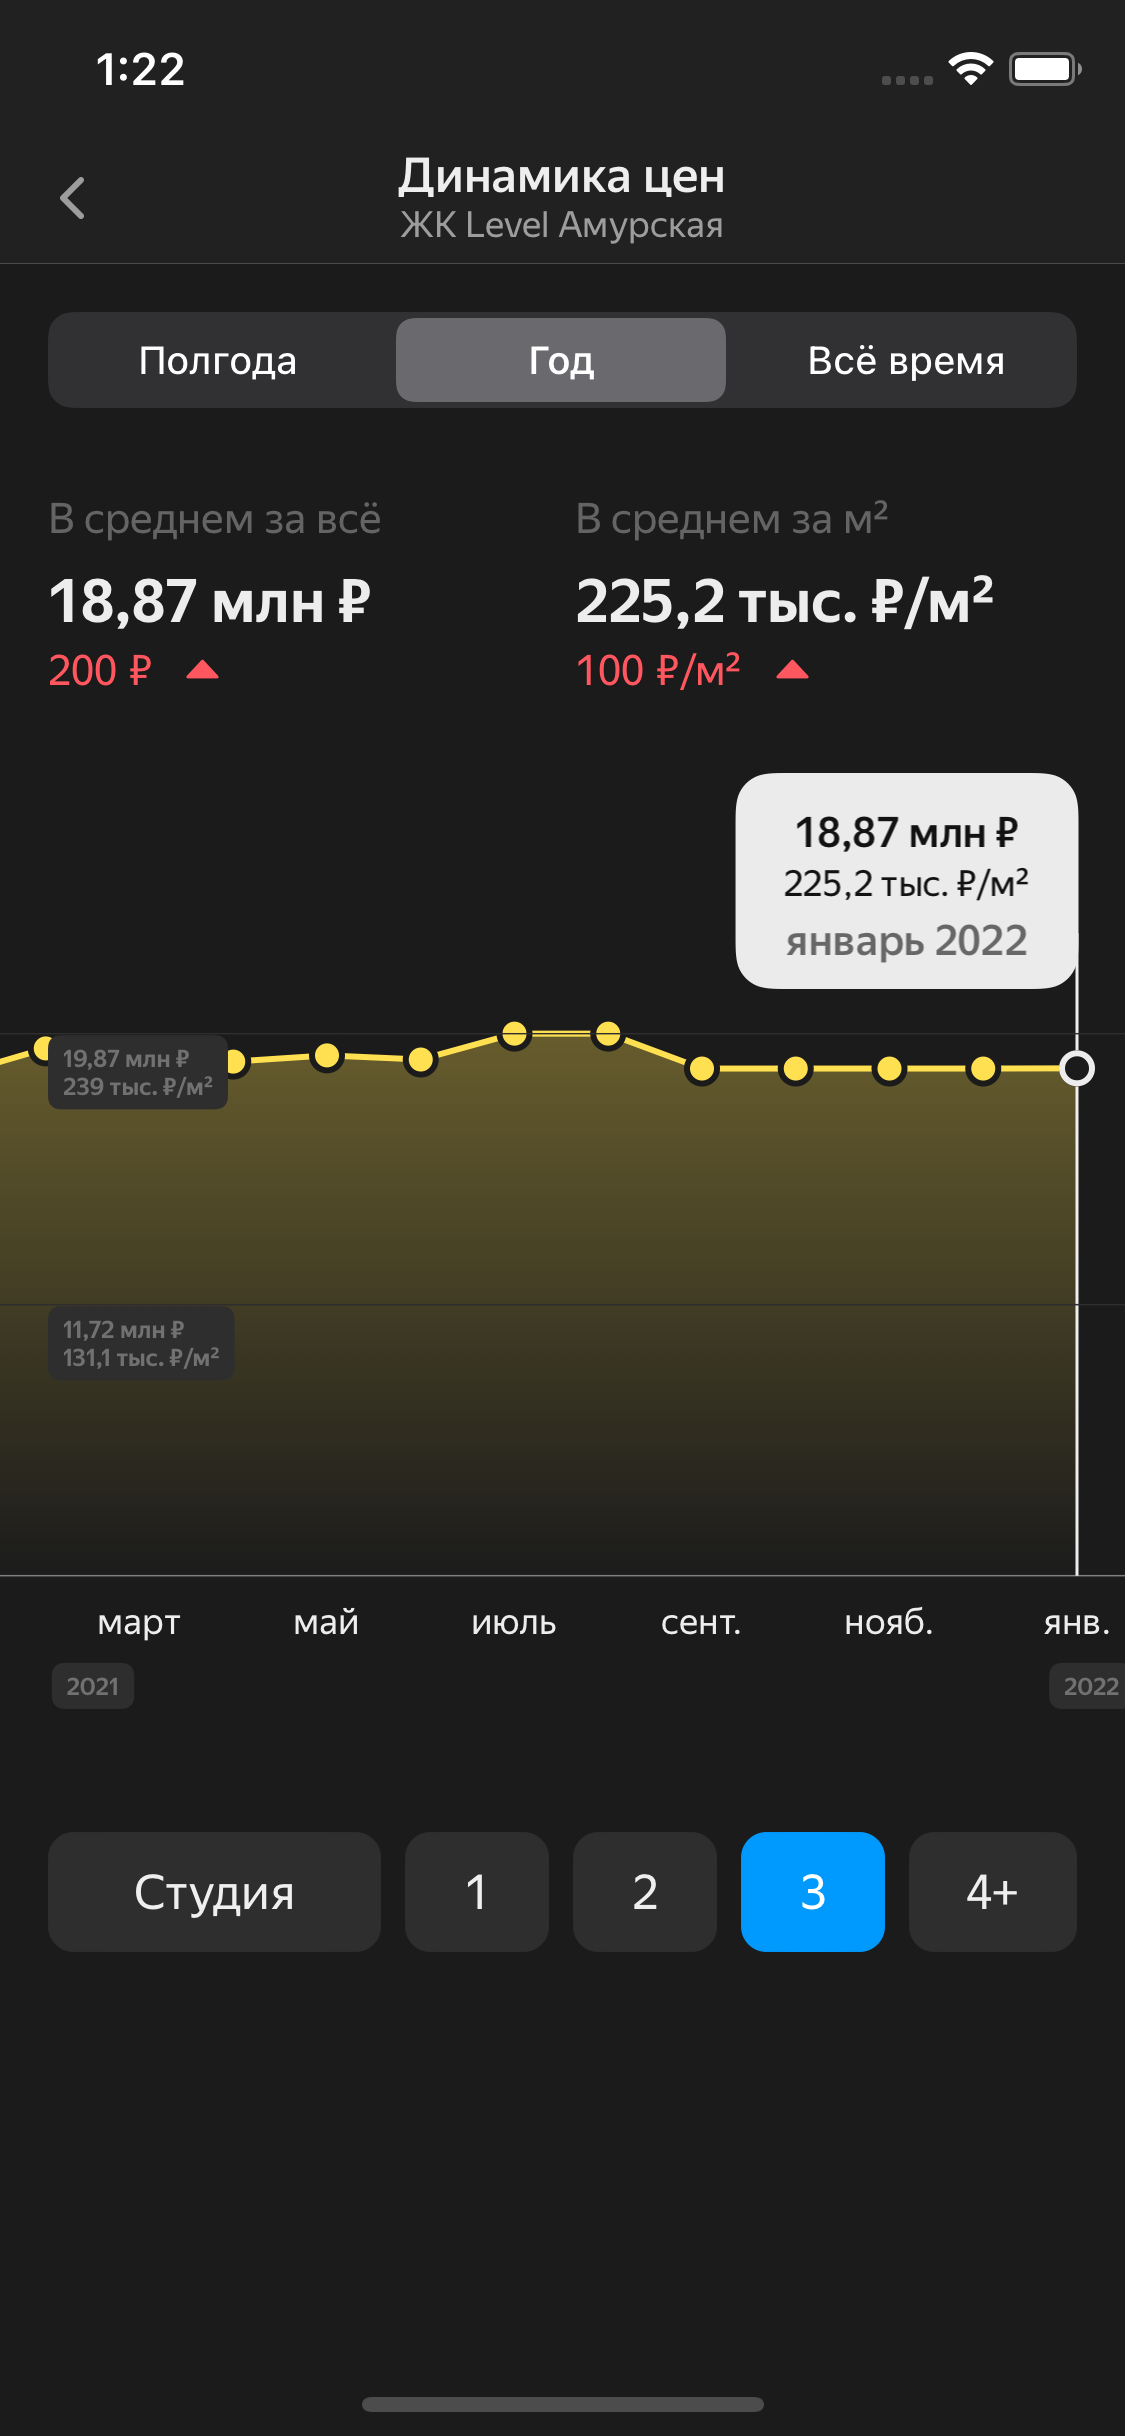 1:22
Динамика цен
ЖК Level Амурская
Полгода Год Всё время
В среднем за всё В среднем за м²
18,87 млн ₽ 225,2 тыс. ₽/м²
200 ₽ 100 ₽/м²
18,87 млн ₽
225,2 тыс. ₽/м²
январь 2022
19,87 млн ₽
239 тыс. ₽/м²
11,72 млн ₽
131,1 тыс. ₽/м²
март май июль сент. нояб. янв.
2021 2022
Студия 1 2 3 4+